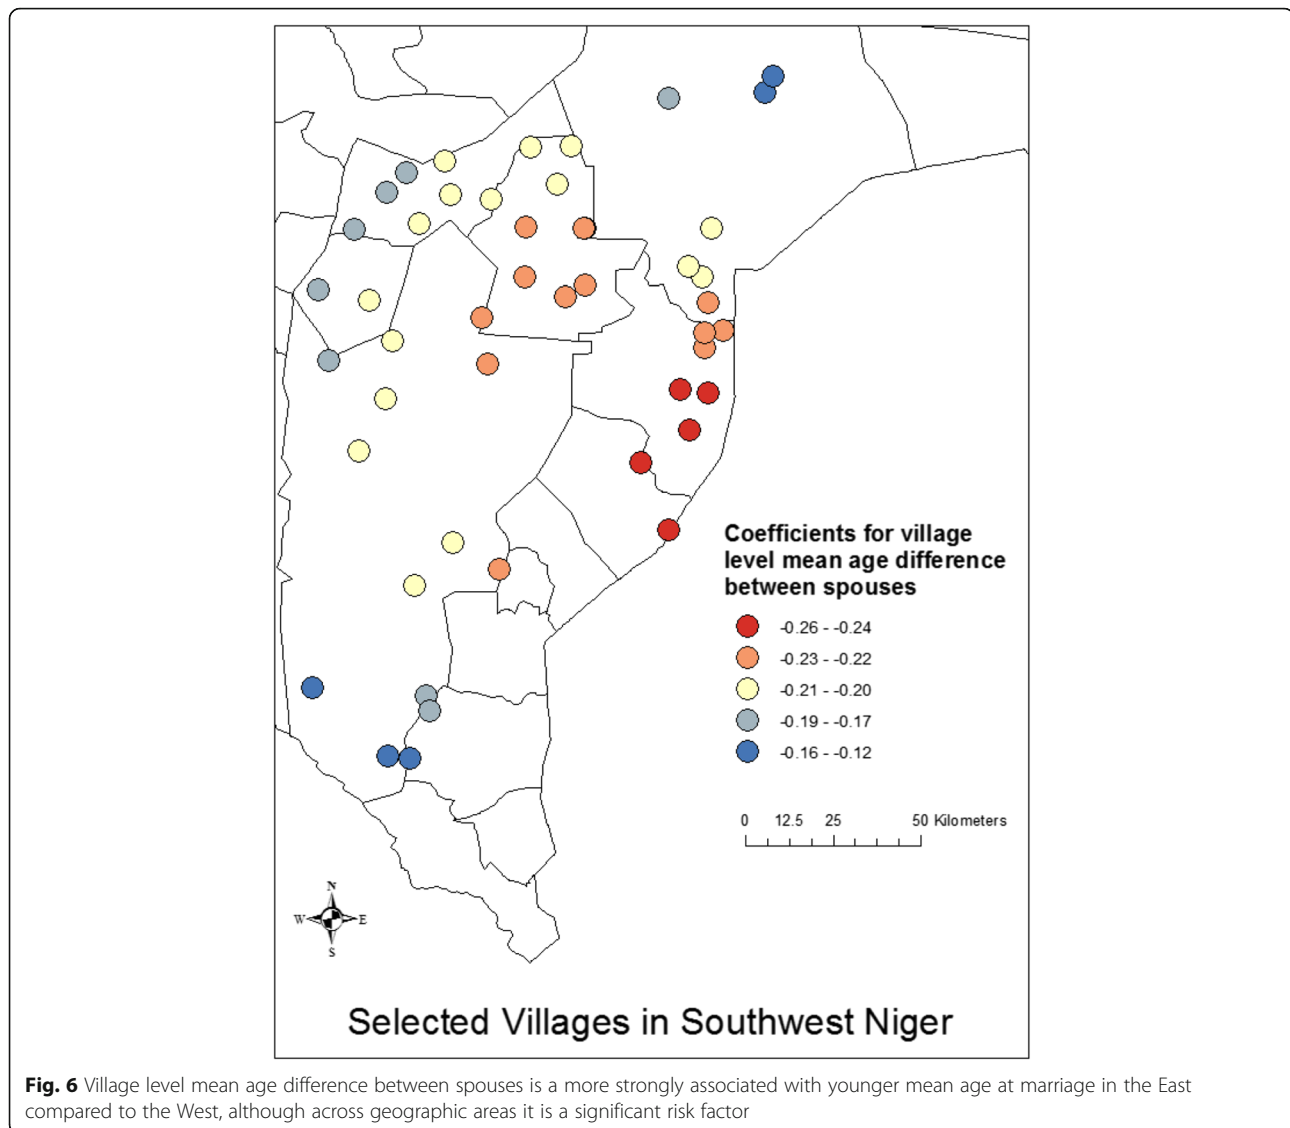 Coefficients for village
level mean age difference
between spouses
-0.26 - -0.24
-0.23 - -0.22
-0.21 - -0.20
-0.19 - -0.17
-0.16 - -0.12
0 12.5 25 50 Kilometers
N
W E
S
Selected Villages in Southwest Niger
Fig. 6 Village level mean age difference between spouses is a more strongly associated with younger mean age at marriage in the East
compared to the West, although across geographic areas it is a significant risk factor